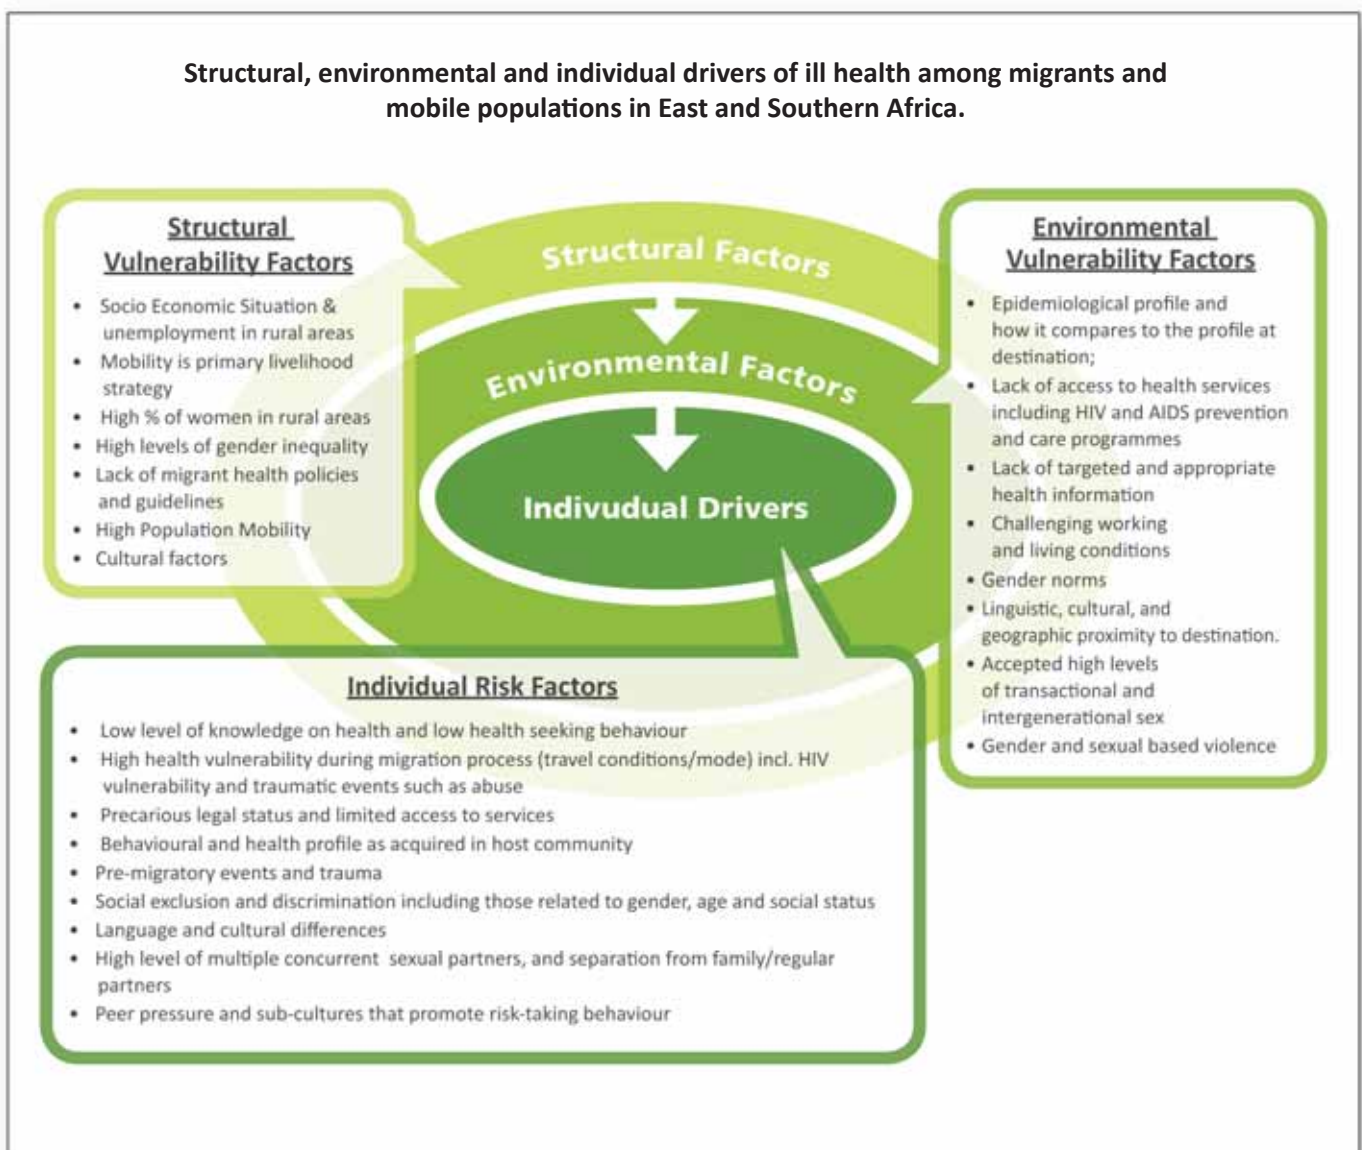 Structural, environmental and individual drivers of ill health among migrants and
mobile populations in East and Southern Africa.
Structural
Vulnerability Factors
• Socio Economic Situation &
unemployment in rural areas
• Mobility is primary livelihood
strategy
• High % of women in rural areas
• High levels of gender inequality
• Lack of migrant health policies
and guidelines
• High Population Mobility
• Cultural factors
Structural Factors
Environmental Factors
Indivudual Drivers
Environmental
Vulnerability Factors
• Epidemiological profile and
how it compares to the profile at
destination;
• Lack of access to health services
including HIV and AIDS prevention
and care programmes
• Lack of targeted and appropriate
health information
• Challenging working
and living conditions
• Gender norms
• Linguistic, cultural, and
geographic proximity to destination.
• Accepted high levels
of transactional and
intergenerational sex
• Gender and sexual based violence
Individual Risk Factors
• Low level of knowledge on health and low health seeking behaviour
• High health vulnerability during migration process (travel conditions/mode) incl. HIV
vulnerability and traumatic events such as abuse
• Precarious legal status and limited access to services
• Behavioural and health profile as acquired in host community
• Pre-migratory events and trauma
• Social exclusion and discrimination including those related to gender, age and social status
• Language and cultural differences
• High level of multiple concurrent sexual partners, and separation from family/regular
partners
• Peer pressure and sub-cultures that promote risk-taking behaviour